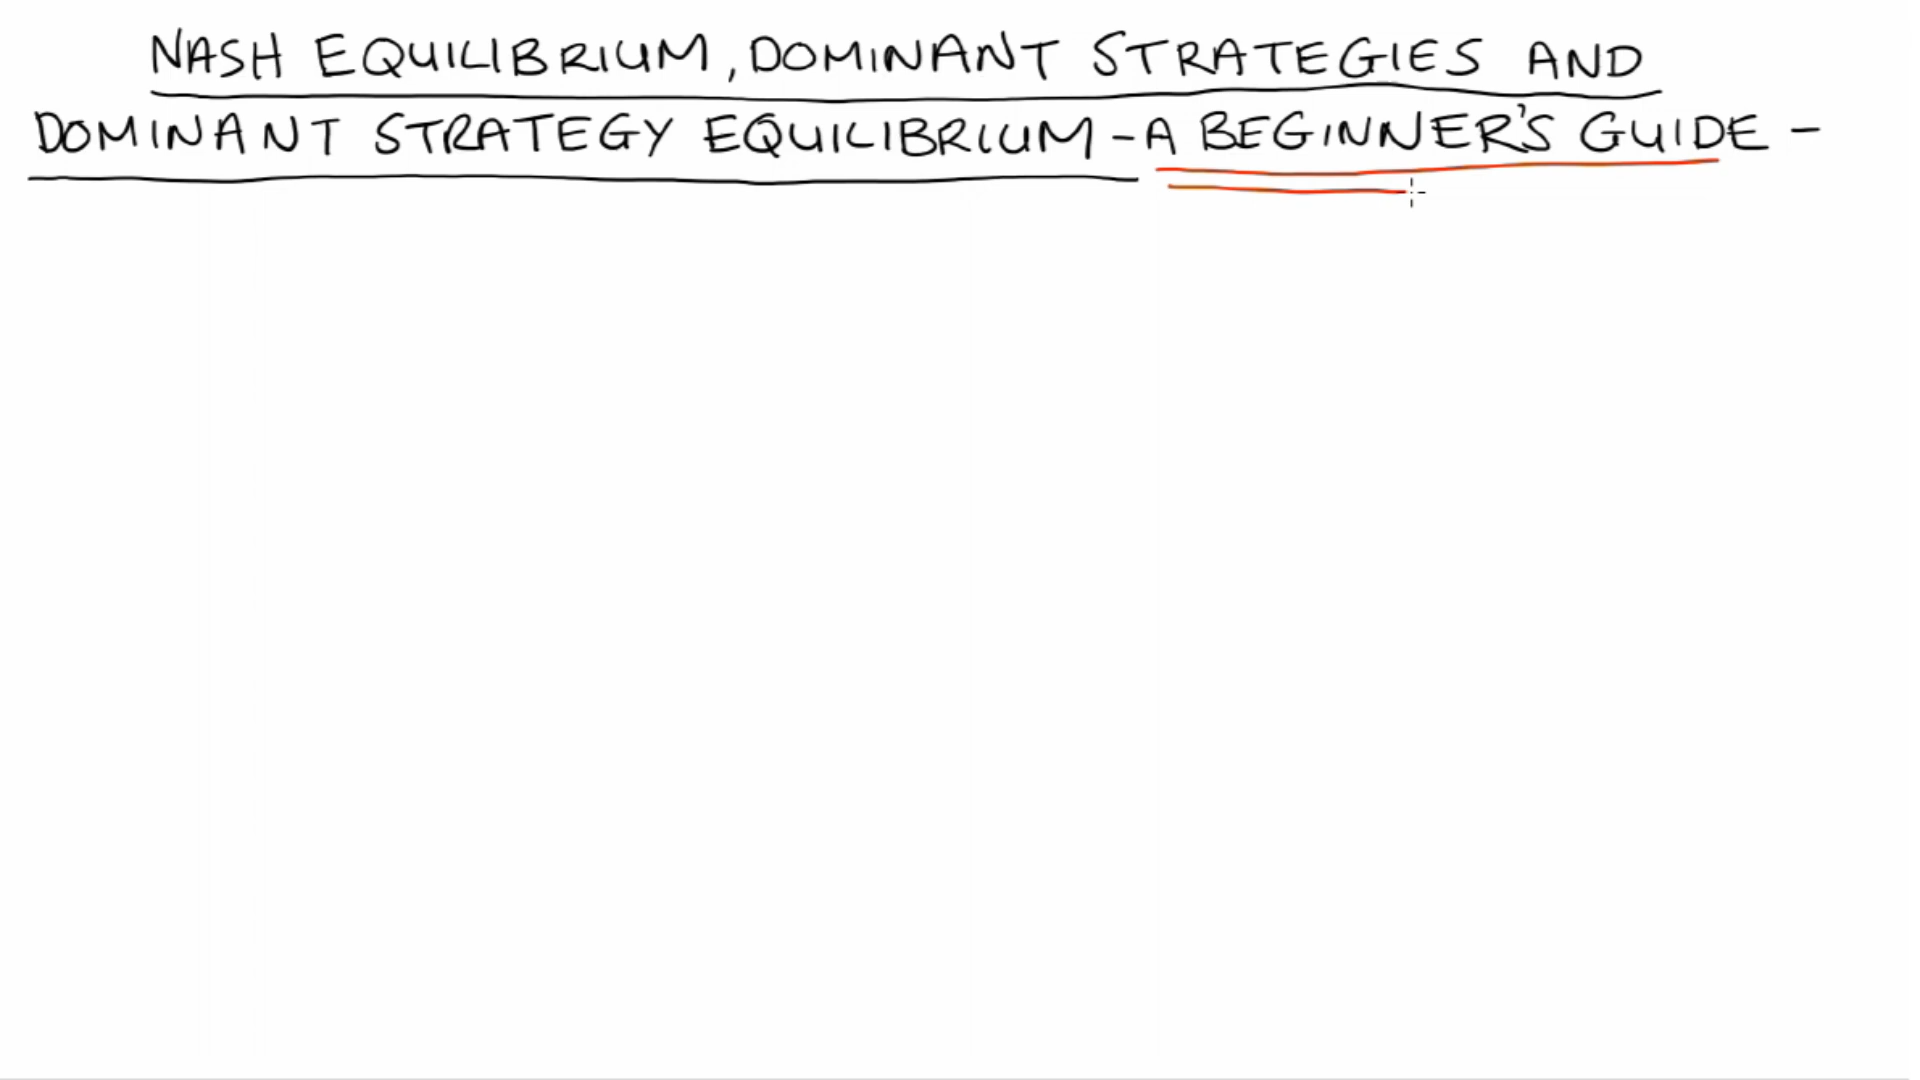 NASH EQUILIBRIUM, DOMINANT STRATEGIES AND
DOMINANT STRATEGY EQUILIBRIUM - A BEGINNER'S GUIDE -